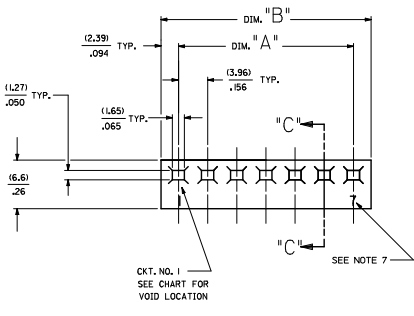 DIM. "B"
(2.39)
.094 TYP.
DIM. "A"
(3.96)
.156 TYP.
(1.27)
.050 TYP.
(1.65)
.065 TYP.
"C"
(6.6)
.26
1
7
"C"
SEE NOTE 7
CKT. NO. 1
SEE CHART FOR
VOID LOCATION